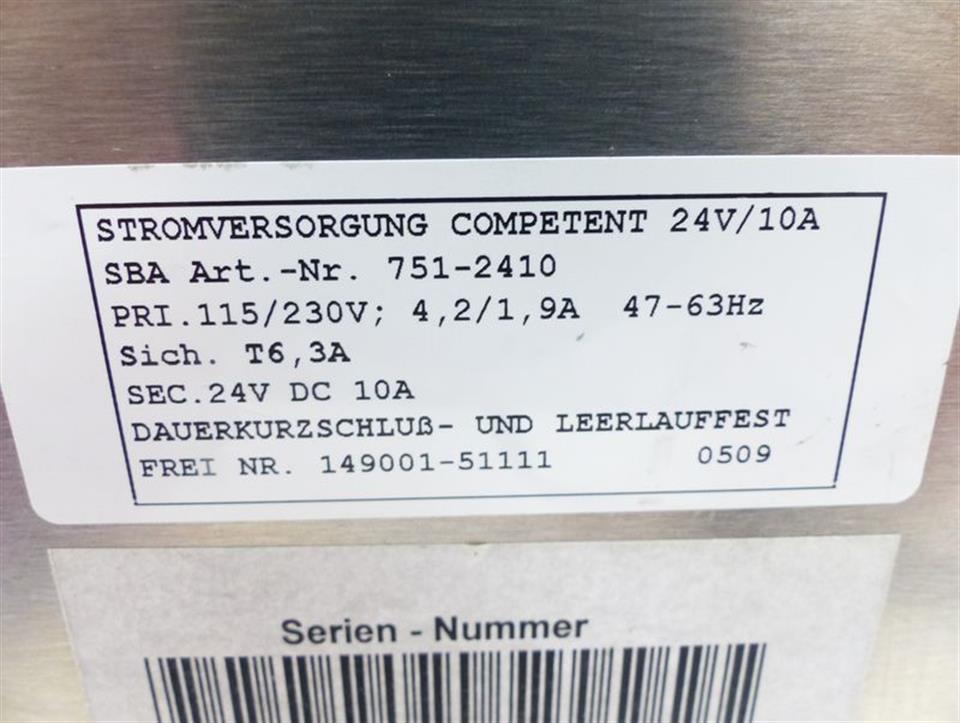 STROMVERSORGUNG COMPETENT 24V/10A
SBA Art.-Nr. 751-2410
PRI.115/230V; 4,2/1,9A 47-63Hz
Sich. T6,3A
SEC.24V DC 10A
DAUERKURZSCHLUß- UND LEERLAUFFEST
FREI NR. 149001-51111 0509
Serien - Nummer